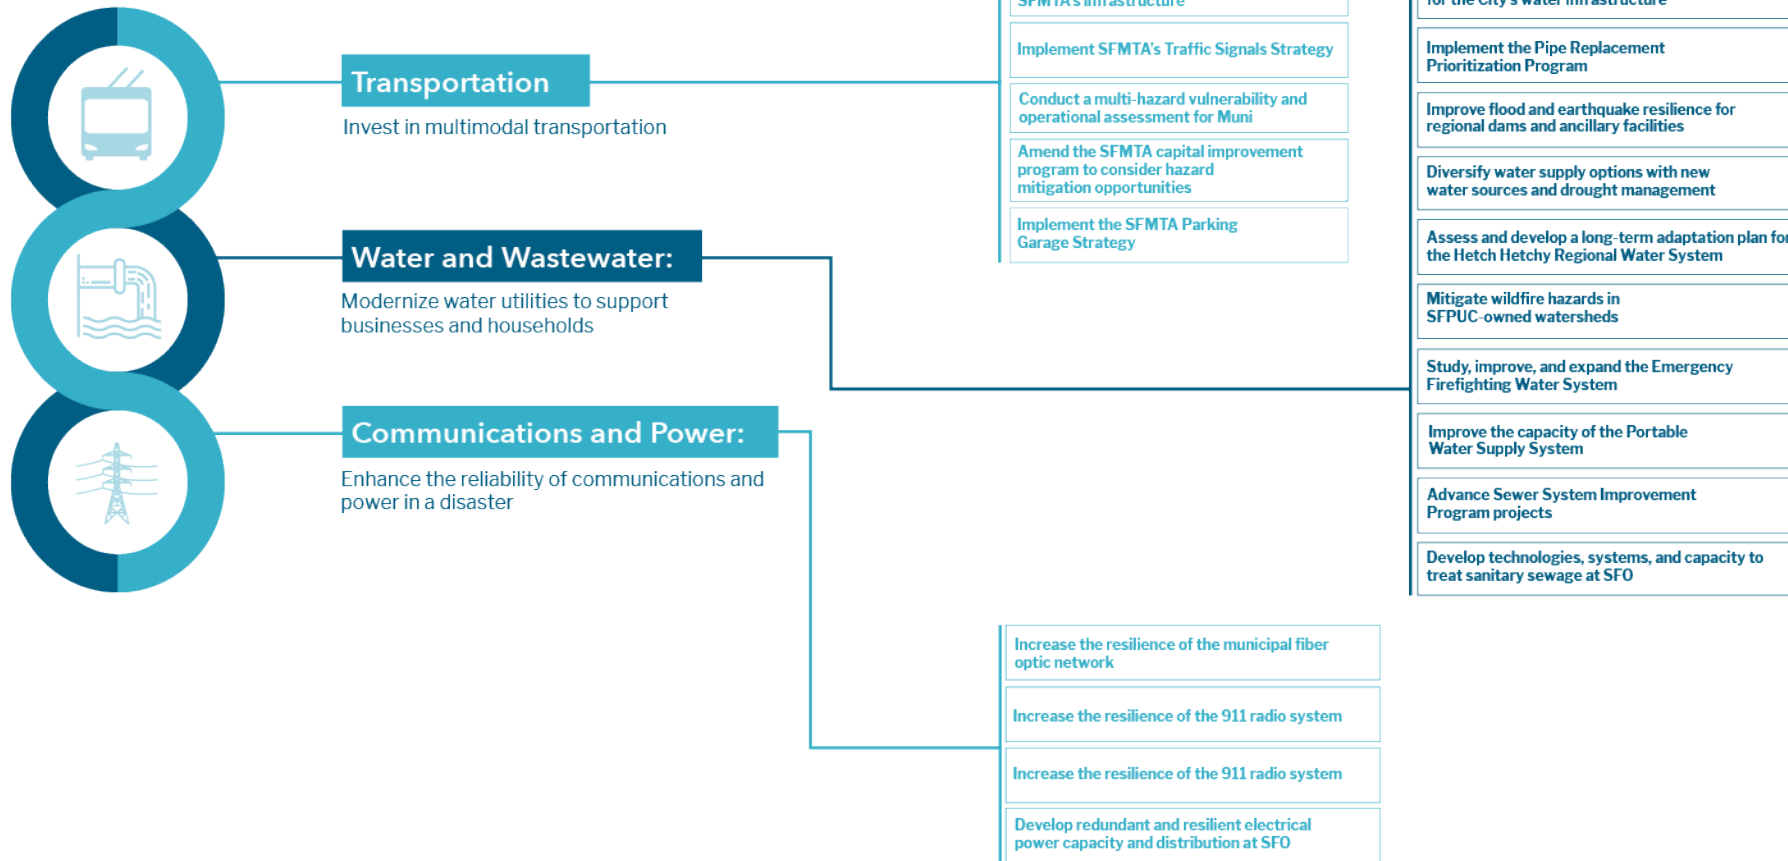 Transportation
Invest in multimodal transportation
Water and Wastewater:
Modernize water utilities to support
businesses and households
Communications and Power:
Enhance the reliability of communications and
power in a disaster
SFMTA's infrastructure
Implement SFMTA's Traffic Signals Strategy
Conduct a multi-hazard vulnerability and
operational assessment for Muni
Amend the SFMTA capital improvement
program to consider hazard
mitigation opportunities
Implement the SFMTA Parking
Garage Strategy
for the City's water infrastructure
Implement the Pipe Replacement
Prioritization Program
Improve flood and earthquake resilience for
regional dams and ancillary facilities
Diversify water supply options with new
water sources and drought management
Assess and develop a long-term adaptation plan for
the Hetch Hetchy Regional Water System
Mitigate wildfire hazards in
SFPUC-owned watersheds
Study, improve, and expand the Emergency
Firefighting Water System
Improve the capacity of the Portable
Water Supply System
Advance Sewer System Improvement
Program projects
Develop technologies, systems, and capacity to
treat sanitary sewage at SFO
Increase the resilience of the municipal fiber
optic network
Increase the resilience of the 911 radio system
Increase the resilience of the 911 radio system
Develop redundant and resilient electrical
power capacity and distribution at SFO